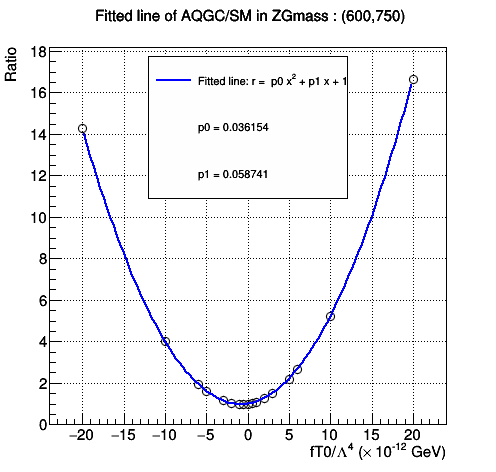 Fitted line of AQGC/SM in ZGmass : (600,750)
Ratio
18
16
14
12
10
8
6
4
2
0
Fitted line: r = p0 x² + p1 x + 1
p0 = 0.036154
p1 = 0.058741
−20 −15 −10 −5 0 5 10 15 20
fT0/Λ⁴ (× 10⁻¹² GeV)